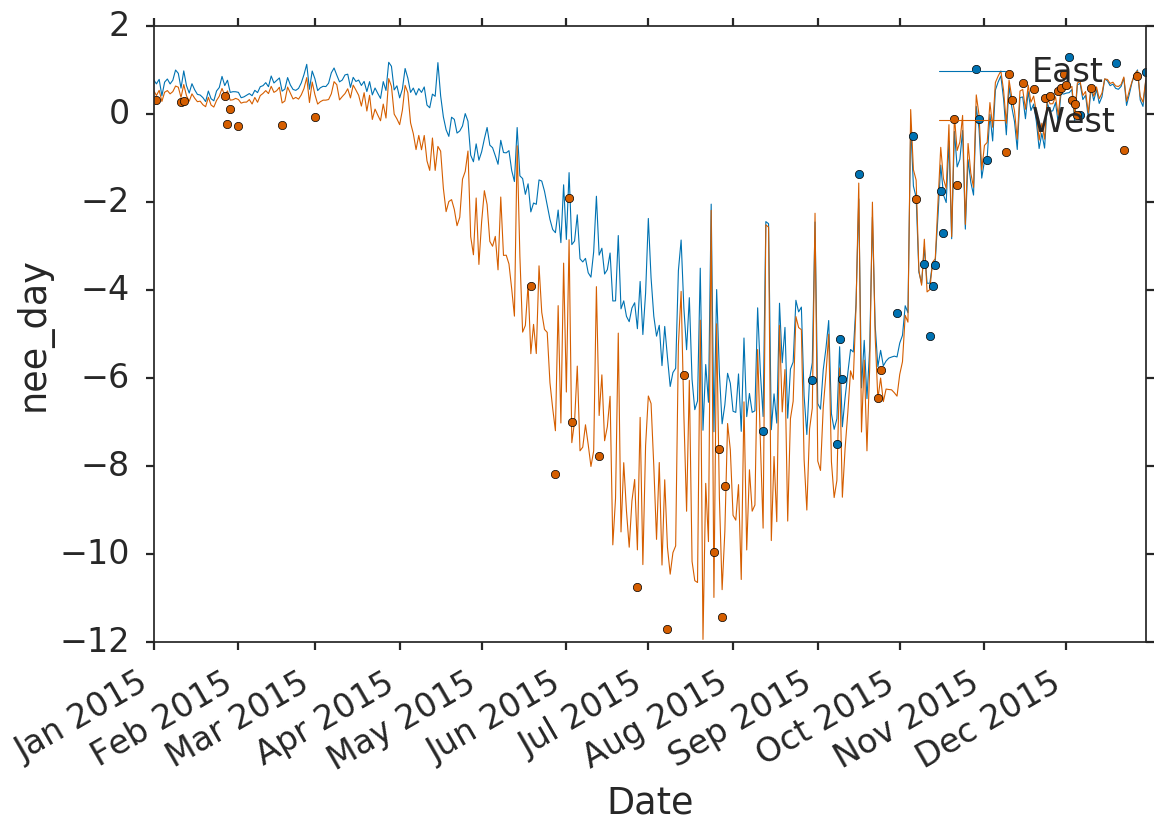 2
0
−2
−4
−6
−8
−10
−12
nee_day
East
West
Jan 2015
Feb 2015
Mar 2015
Apr 2015
May 2015
Jun 2015
Jul 2015
Aug 2015
Sep 2015
Oct 2015
Nov 2015
Dec 2015
Date